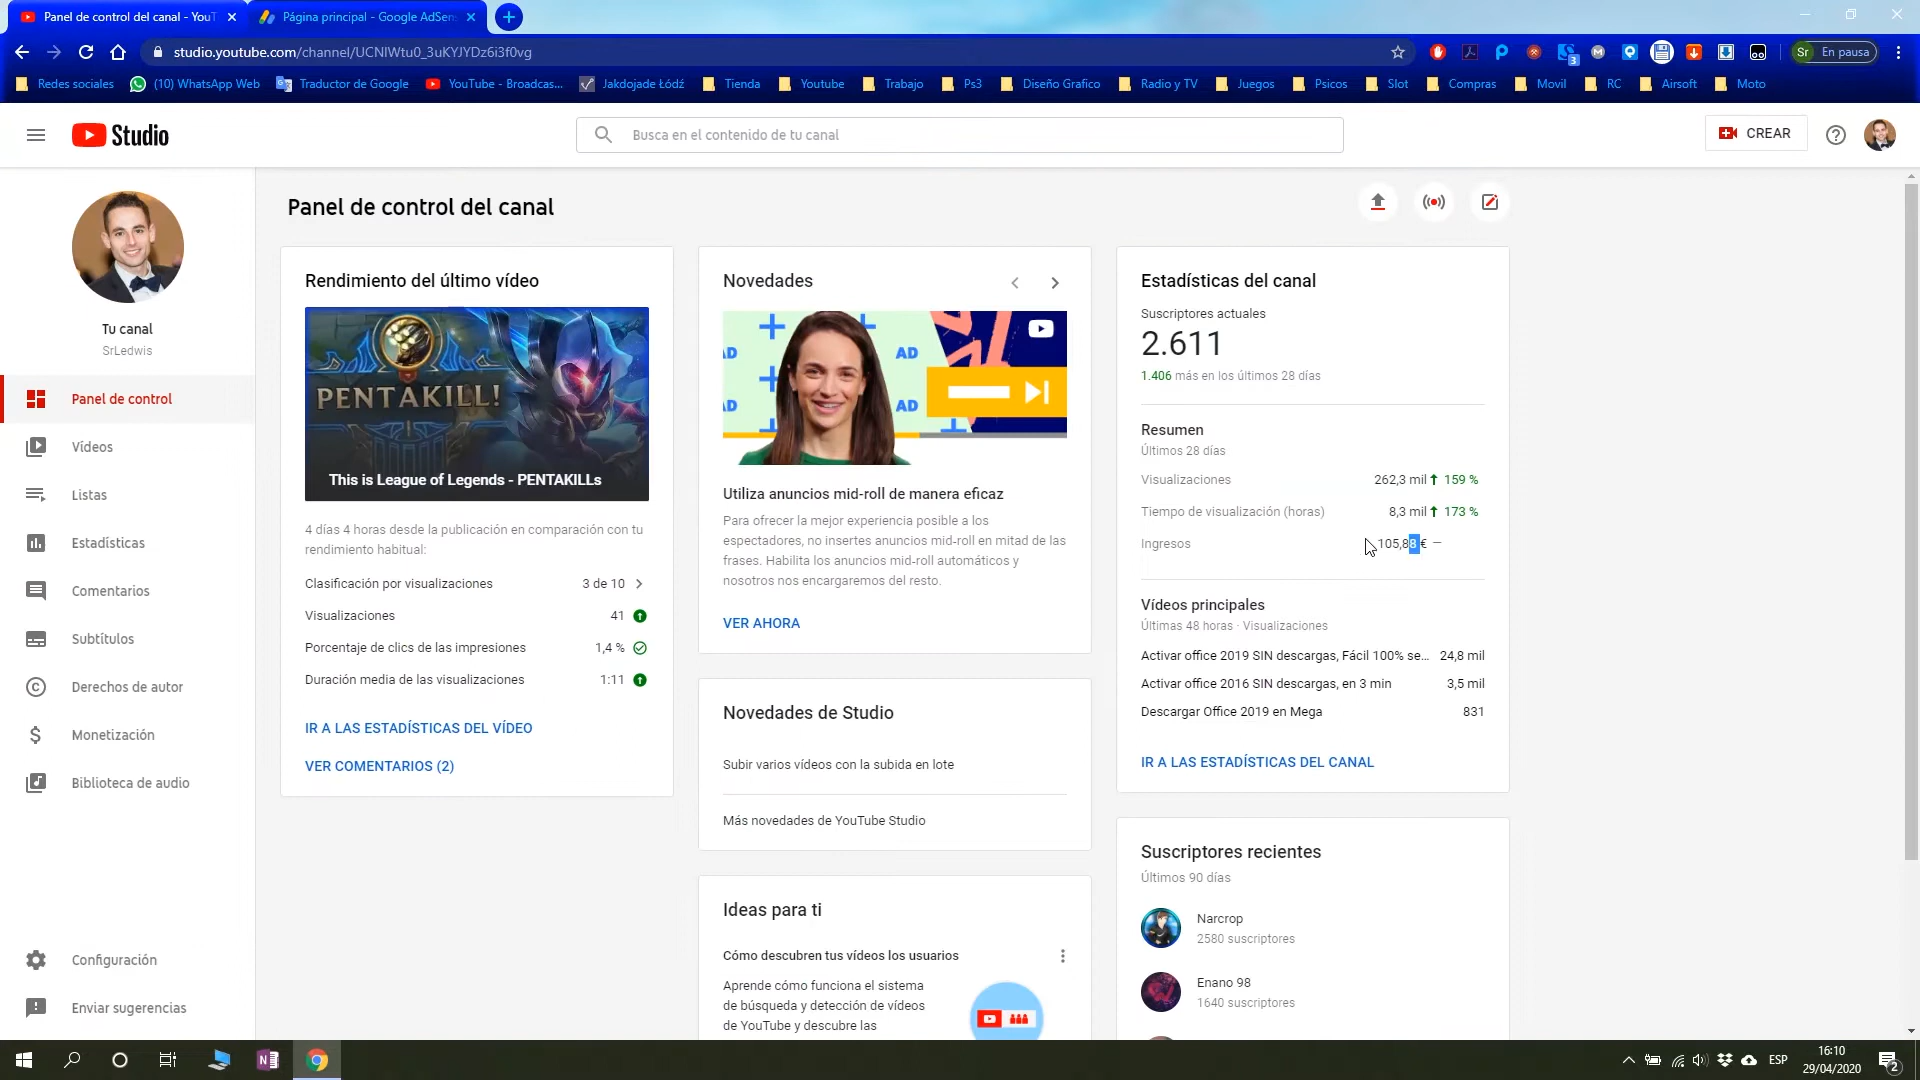 Panel de control del canal - YouT
Página principal - Google AdSens
studio.youtube.com/channel/UCNIWtu0_3uKYJYDz6i3f0vg
3
Sr
En pausa
Redes sociales
(10) WhatsApp Web
Traductor de Google
YouTube - Broadcas...
Jakdojade Łódź
Tienda
Youtube
Trabajo
Ps3
Diseño Grafico
Radio y TV
Juegos
Psicos
Slot
Compras
Movil
RC
Airsoft
Moto
Studio
Busca en el contenido de tu canal
CREAR
Tu canal
SrLedwis
Panel de control
Vídeos
Listas
Estadísticas
Comentarios
Subtítulos
Derechos de autor
Monetización
Biblioteca de audio
Configuración
Enviar sugerencias
Panel de control del canal
Rendimiento del último vídeo
PENTAKILL!
This is League of Legends - PENTAKILLs
4 días 4 horas desde la publicación en comparación con tu
rendimiento habitual:
Clasificación por visualizaciones 3 de 10
Visualizaciones 41
Porcentaje de clics de las impresiones 1,4 %
Duración media de las visualizaciones 1:11
IR A LAS ESTADÍSTICAS DEL VÍDEO
VER COMENTARIOS (2)
Novedades
AD
AD
AD
Utiliza anuncios mid-roll de manera eficaz
Para ofrecer la mejor experiencia posible a los
espectadores, no insertes anuncios mid-roll en mitad de las
frases. Habilita los anuncios mid-roll automáticos y
nosotros nos encargaremos del resto.
VER AHORA
Novedades de Studio
Subir varios vídeos con la subida en lote
Más novedades de YouTube Studio
Ideas para ti
Cómo descubren tus vídeos los usuarios
Aprende cómo funciona el sistema
de búsqueda y detección de vídeos
de YouTube y descubre las
Estadísticas del canal
Suscriptores actuales
2.611
1.406 más en los últimos 28 días
Resumen
Últimos 28 días
Visualizaciones 262,3 mil 159 %
Tiempo de visualización (horas) 8,3 mil 173 %
Ingresos 105,88 € —
Vídeos principales
Últimas 48 horas · Visualizaciones
Activar office 2019 SIN descargas, Fácil 100% se... 24,8 mil
Activar office 2016 SIN descargas, en 3 min 3,5 mil
Descargar Office 2019 en Mega 831
IR A LAS ESTADÍSTICAS DEL CANAL
Suscriptores recientes
Últimos 90 días
Narcrop
2580 suscriptores
Enano 98
1640 suscriptores
ESP
16:10
29/04/2020
2